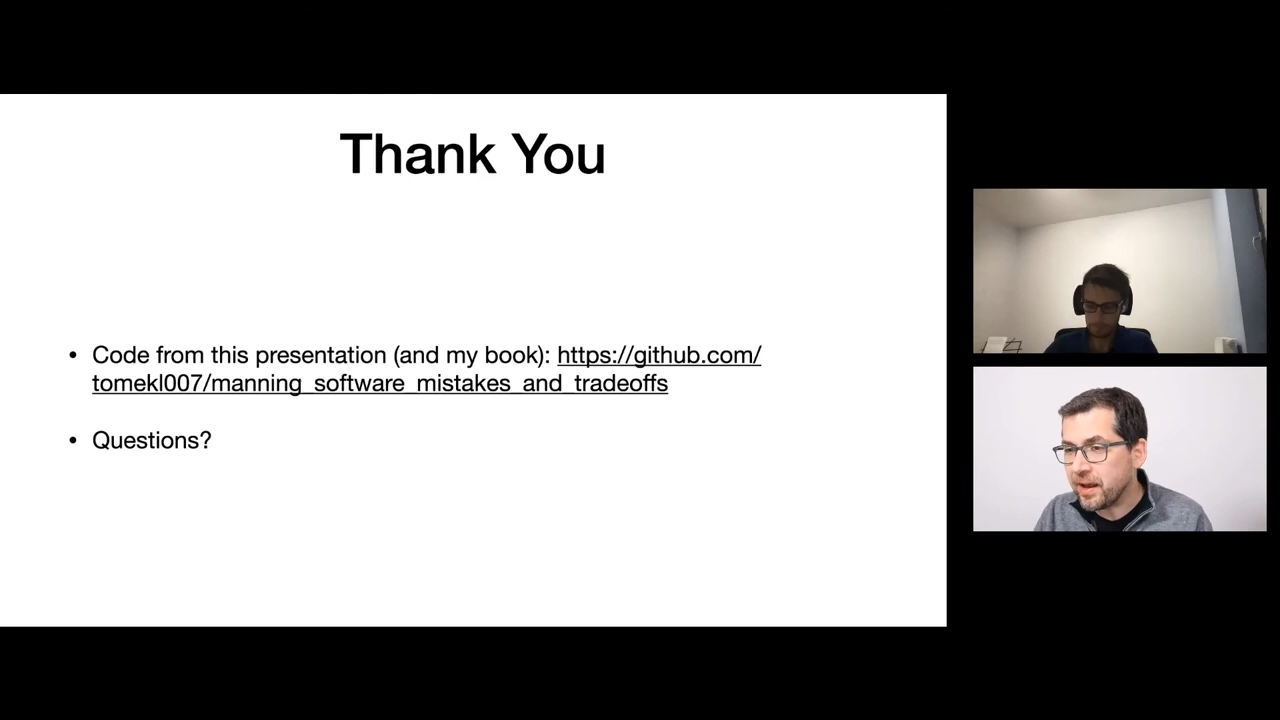 Thank You
• Code from this presentation (and my book): https://github.com/
tomekl007/manning_software_mistakes_and_tradeoffs
• Questions?